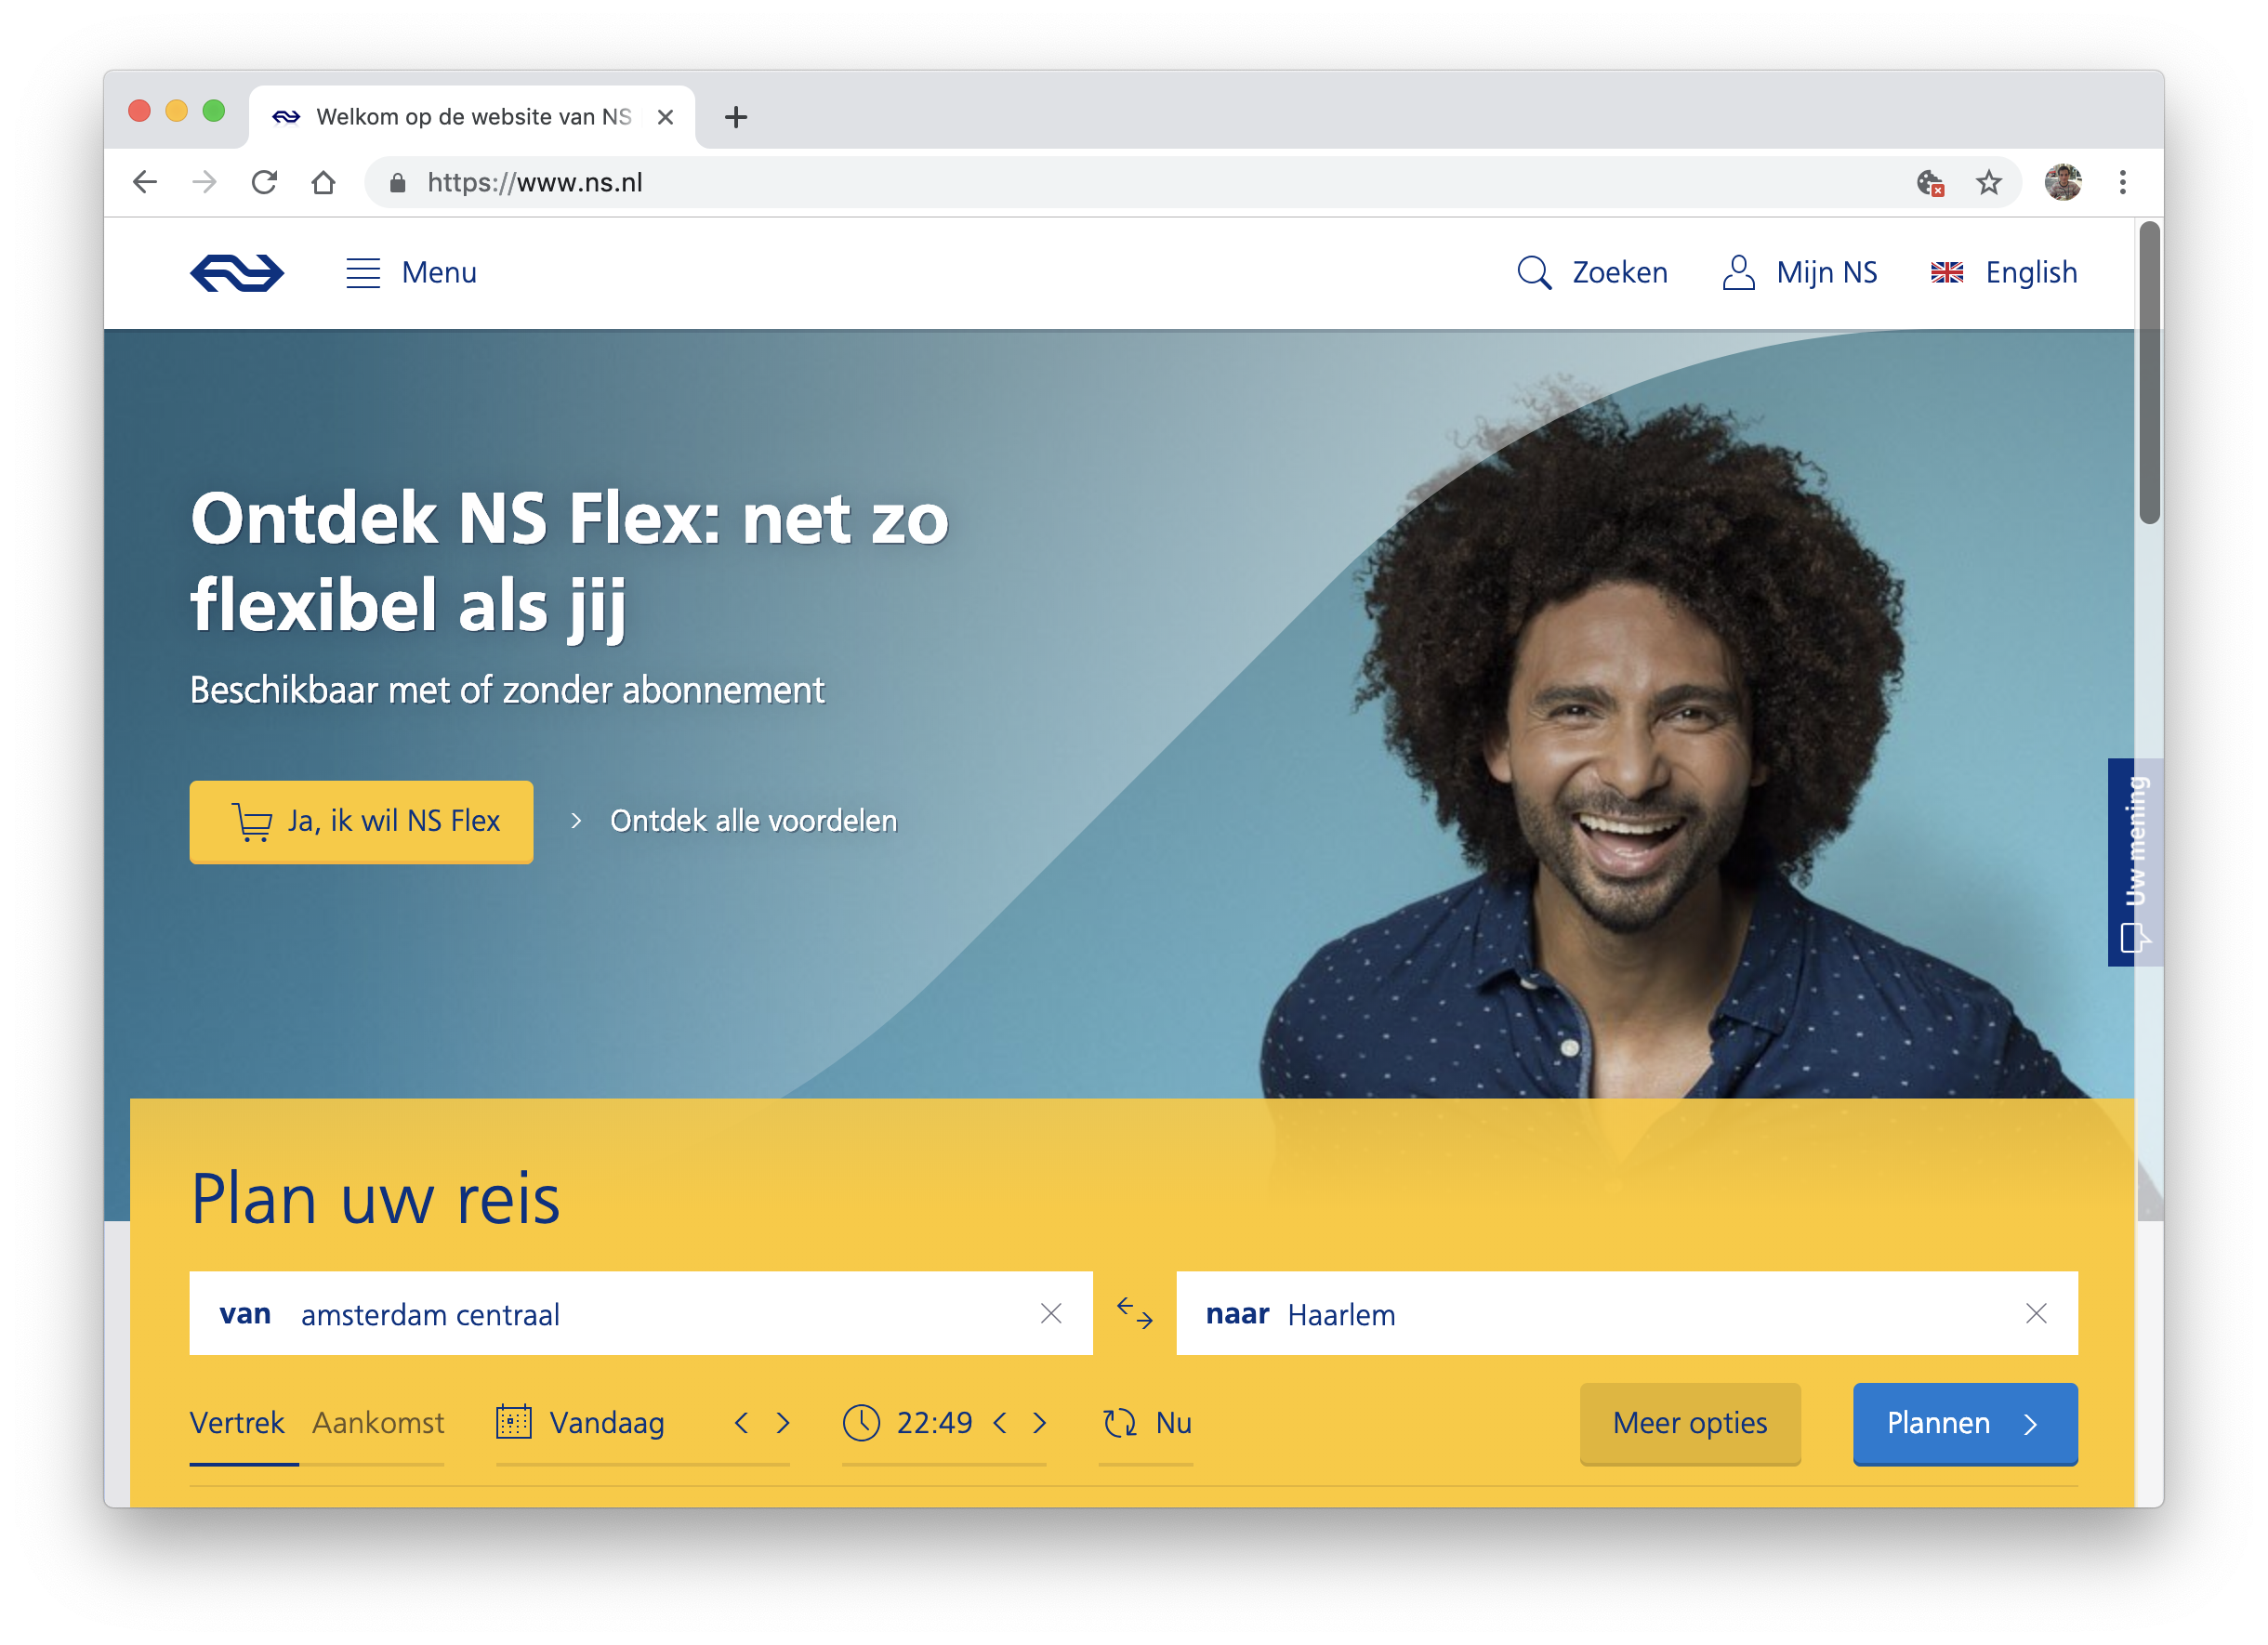 Welkom op de website van NS
https://www.ns.nl
Menu
Zoeken
Mijn NS
English
Ontdek NS Flex: net zo
flexibel als jij
Beschikbaar met of zonder abonnement
Ja, ik wil NS Flex
Ontdek alle voordelen
Uw mening
Plan uw reis
van amsterdam centraal
naar Haarlem
Vertrek Aankomst
Vandaag
22:49
Nu
Meer opties
Plannen